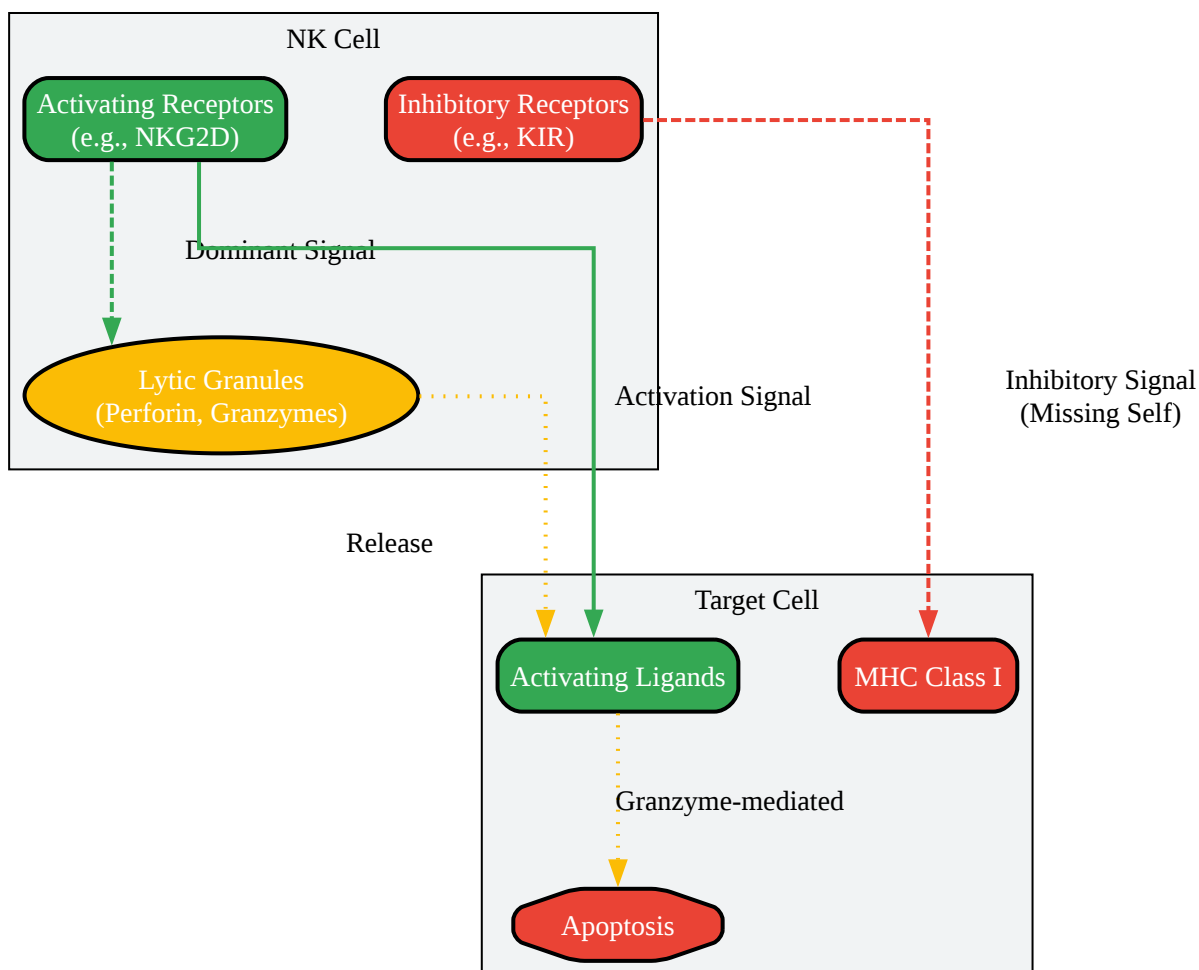 NK Cell
Activating Receptors
(e.g., NKG2D)
Inhibitory Receptors
(e.g., KIR)
Dominant Signal
Lytic Granules
(Perforin, Granzymes)
Activation Signal
Inhibitory Signal
(Missing Self)
Release
Target Cell
Activating Ligands
MHC Class I
Granzyme-mediated
Apoptosis